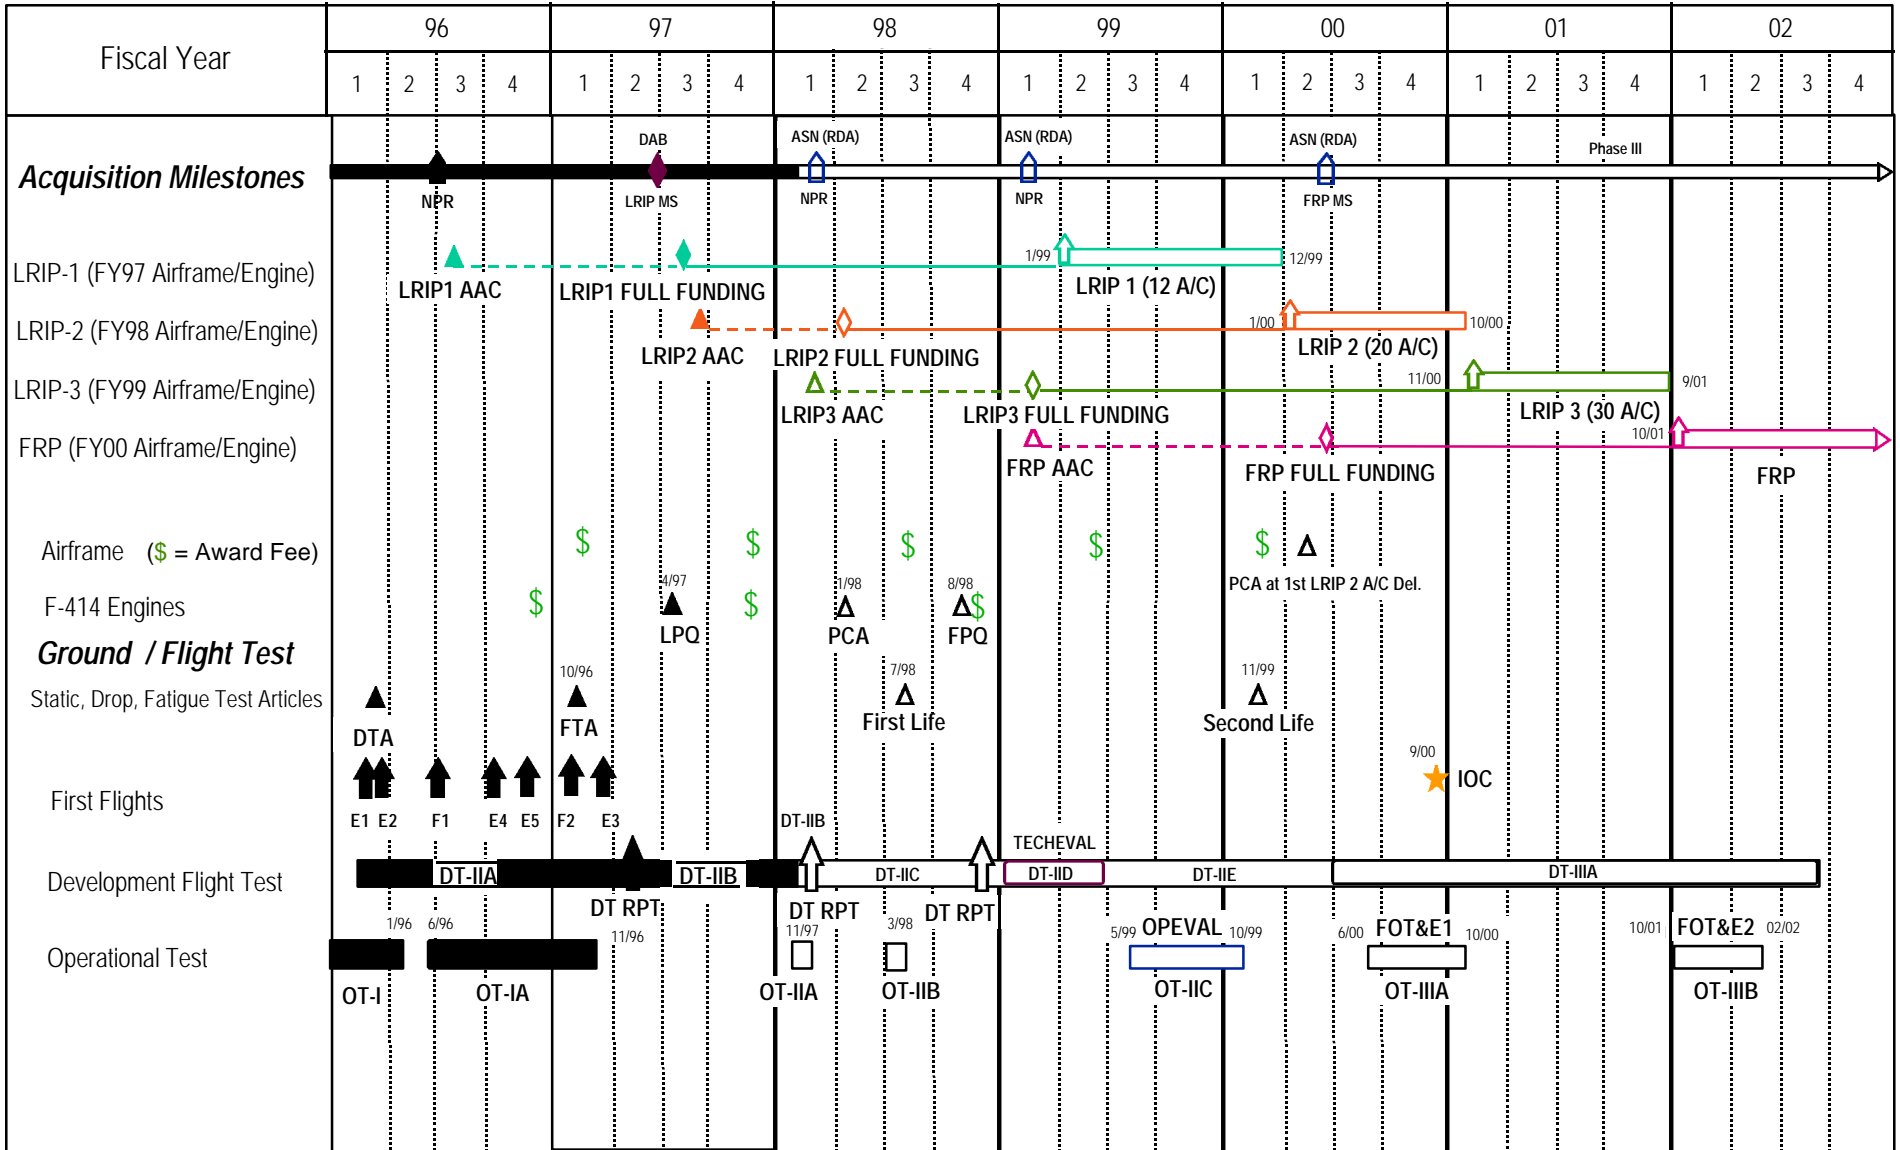 Fiscal Year
96 97 98 99 00 01 02
1 2 3 4 1 2 3 4 1 2 3 4 1 2 3 4 1 2 3 4 1 2 3 4 1 2 3 4
DAB ASN (RDA) ASN (RDA) ASN (RDA) Phase III
Acquisition Milestones
NPR LRIP MS NPR NPR FRP MS
LRIP-1 (FY97 Airframe/Engine) 1/99 12/99
LRIP1 AAC LRIP1 FULL FUNDING LRIP 1 (12 A/C)
LRIP-2 (FY98 Airframe/Engine) 1/00 10/00
LRIP2 AAC LRIP2 FULL FUNDING LRIP 2 (20 A/C)
LRIP-3 (FY99 Airframe/Engine) 11/00 9/01
LRIP3 AAC LRIP3 FULL FUNDING LRIP 3 (30 A/C)
FRP (FY00 Airframe/Engine) 10/01
FRP AAC FRP FULL FUNDING FRP
Airframe ($ = Award Fee) $ $ $ $ $
PCA at 1st LRIP 2 A/C Del.
4/97 1/98 8/98
F-414 Engines $ $ $
LPQ PCA FPQ
Ground / Flight Test
10/96 7/98 11/99
Static, Drop, Fatigue Test Articles
DTA FTA First Life Second Life
9/00
IOC
First Flights
E1 E2 F1 E4 E5 F2 E3 DT-IIB
TECHEVAL
Development Flight Test DT-IIA DT-IIB DT-IIC DT-IID DT-IIE DT-IIIA
DT RPT DT RPT DT RPT
1/96 6/96 11/96 11/97 3/98 5/99 OPEVAL 10/99 6/00 FOT&E1 10/00 10/01 FOT&E2 02/02
Operational Test
OT-I OT-IA OT-IIA OT-IIB OT-IIC OT-IIIA OT-IIIB